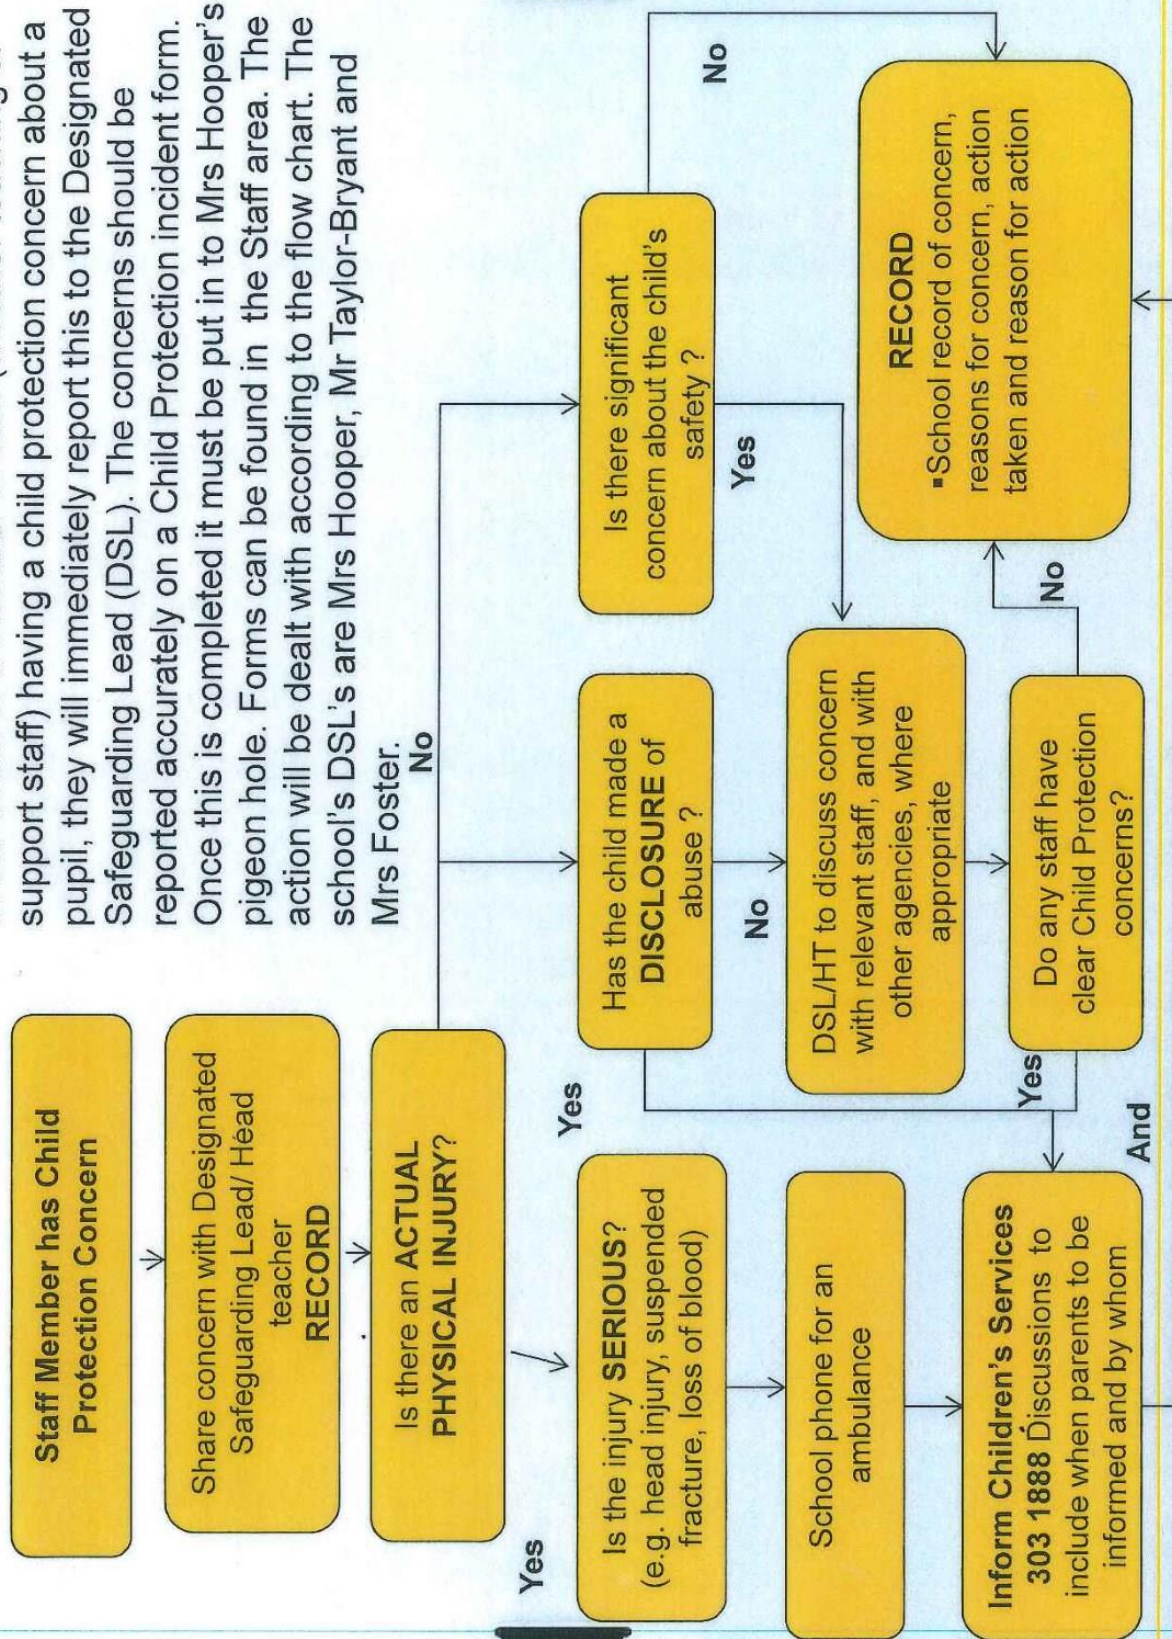 support staff) having a child protection concern about a
pupil, they will immediately report this to the Designated
Safeguarding Lead (DSL). The concerns should be
reported accurately on a Child Protection incident form.
Once this is completed it must be put in to Mrs Hooper's
pigeon hole. Forms can be found in the Staff area. The
action will be dealt with according to the flow chart. The
school's DSL's are Mrs Hooper, Mr Taylor-Bryant and
Mrs Foster.
Staff Member has Child
Protection Concern
Share concern with Designated
Safeguarding Lead/ Head
teacher
RECORD
Is there an ACTUAL
PHYSICAL INJURY?
No
Yes
Is the injury SERIOUS?
(e.g. head injury, suspended
fracture, loss of blood)
School phone for an
ambulance
Inform Children's Services
303 1888 Discussions to
include when parents to be
informed and by whom
Yes
Has the child made a
DISCLOSURE of
abuse ?
No
DSL/HT to discuss concern
with relevant staff, and with
other agencies, where
appropriate
Do any staff have
clear Child Protection
concerns?
Yes
And
No
Is there significant
concern about the child's
safety ?
Yes
No
RECORD
▪School record of concern,
reasons for concern, action
taken and reason for action